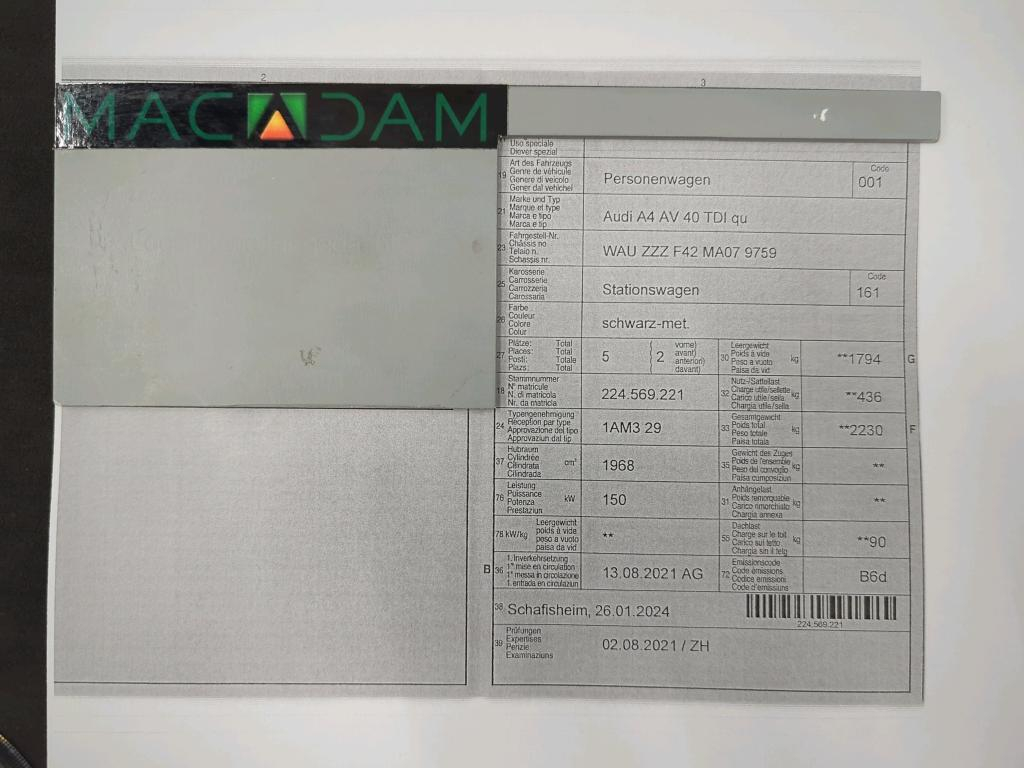 2
3
MACADAM
Uso speciale
Diever spezial
19 Art des Fahrzeugs
Genre de véhicule
Genere di veicolo
Gener dal vehichel
Personenwagen
Code
001
21 Marke und Typ
Marque et type
Marca e tipo
Marca e tip
Audi A4 AV 40 TDI qu
23 Fahrgestell-Nr.
Châssis no
Telaio n.
Schassis nr.
WAU ZZZ F42 MA07 9759
25 Karosserie
Carrosserie
Carrozzeria
Carossaria
Stationswagen
Code
161
26 Farbe
Couleur
Colore
Colur
schwarz-met.
27 Plätze: Total
Places: Total
Posti: Totale
Plazs: Total
5
( 2 vorne)
avant)
anteriori)
davant)
30 Leergewicht
Poids à vide
Peso a vuoto
Paisa da vid
kg
**1794
G
18 Stammnummer
N° matricule
N. di matricola
Nr. da matricla
224.569.221
32 Nutz-/Sattellast
Charge utile/sellette
Carico utile/sella
Chargia utila/sella
kg
**436
24 Typengenehmigung
Réception par type
Approvazione del tipo
Approvaziun dal tip
1AM3 29
33 Gesamtgewicht
Poids total
Peso totale
Paisa totala
kg
**2230
F
37 Hubraum
Cylindrée
Cilindrata
Cilindrada
cm³
1968
35 Gewicht des Zuges
Poids de l'ensemble
Peso del convoglio
Paisa cumposiziun
kg
**
76 Leistung
Puissance
Potenza
Prestaziun
kW
150
31 Anhängelast
Poids remorquable
Carico rimorchiato
Chargia annexa
kg
**
78 kW/kg
Leergewicht
poids à vide
peso a vuoto
paisa da vid
**
55 Dachlast
Charge sur le toit
Carico sul tetto
Chargia sin il tetg
kg
**90
B
36 1. Inverkehrsetzung
1re mise en circulation
1a messa in circolazione
1. entrada en circulaziun
13.08.2021 AG
72 Emissionscode
Code émissions
Codice emissioni
Code d'emissiuns
B6d
38 Schafisheim, 26.01.2024
224.569.221
39 Prüfungen
Expertises
Perizie
Examinaziuns
02.08.2021 / ZH